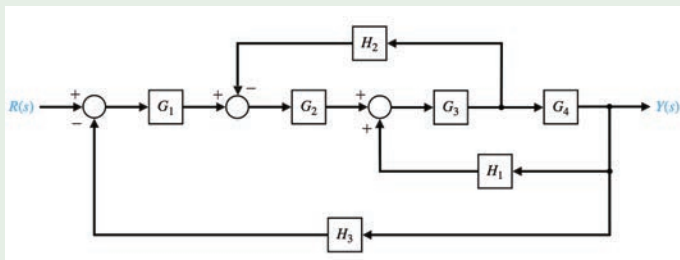 H₂
R(s) + − G₁ + − G₂ + + G₃ G₄ Y(s)
H₁
H₃